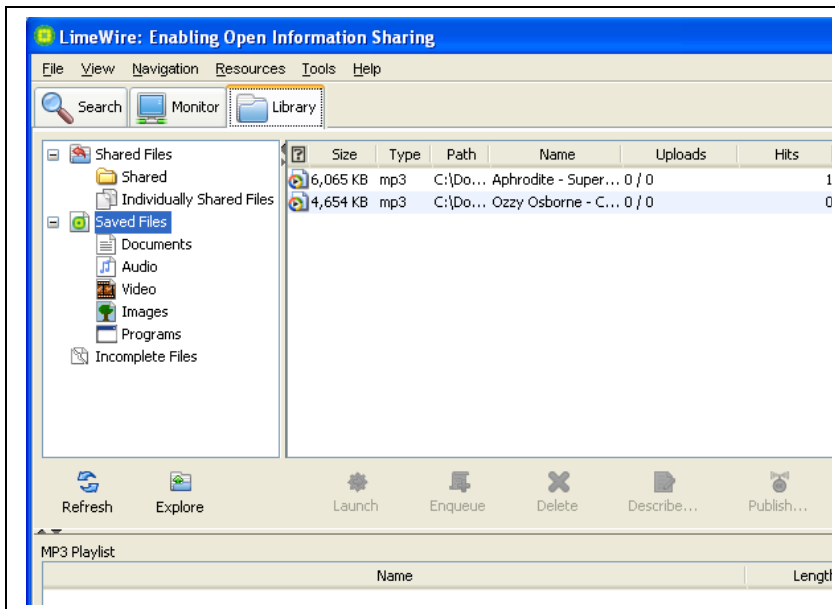 LimeWire: Enabling Open Information Sharing
File View Navigation Resources Tools Help
Search Monitor Library
Shared Files
Shared
Individually Shared Files
Saved Files
Documents
Audio
Video
Images
Programs
Incomplete Files
? Size Type Path Name Uploads Hits
6,065 KB mp3 C:\Do... Aphrodite - Super... 0 / 0 1
4,654 KB mp3 C:\Do... Ozzy Osborne - C... 0 / 0 0
Refresh Explore Launch Enqueue Delete Describe... Publish...
MP3 Playlist
Name Length